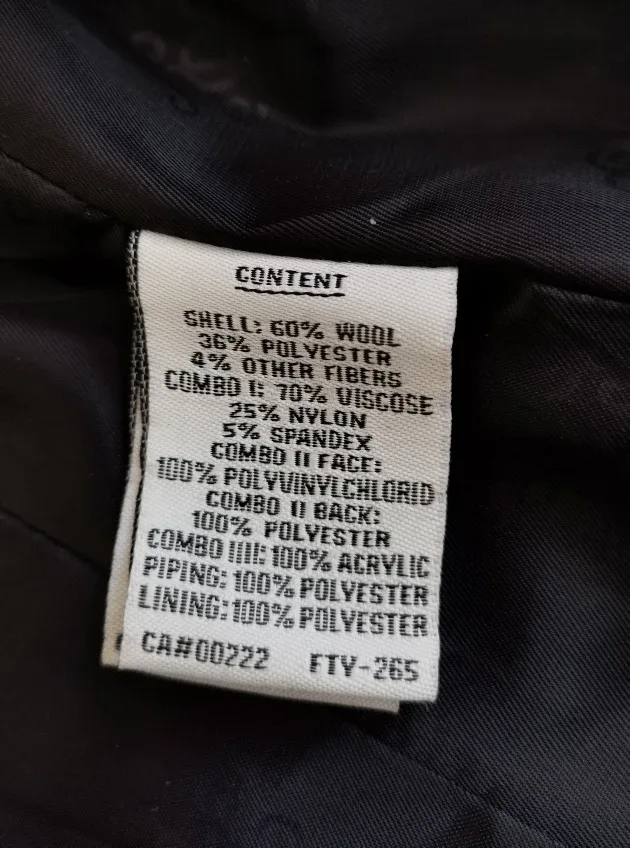 CONTENT
SHELL: 60% WOOL
36% POLYESTER
4% OTHER FIBERS
COMBO I: 70% VISCOSE
25% NYLON
5% SPANDEX
COMBO II FACE:
100% POLYVINYLCHLORID
COMBO II BACK:
100% POLYESTER
COMBO III: 100% ACRYLIC
PIPING: 100% POLYESTER
LINING: 100% POLYESTER
CA#00222 FTY-265